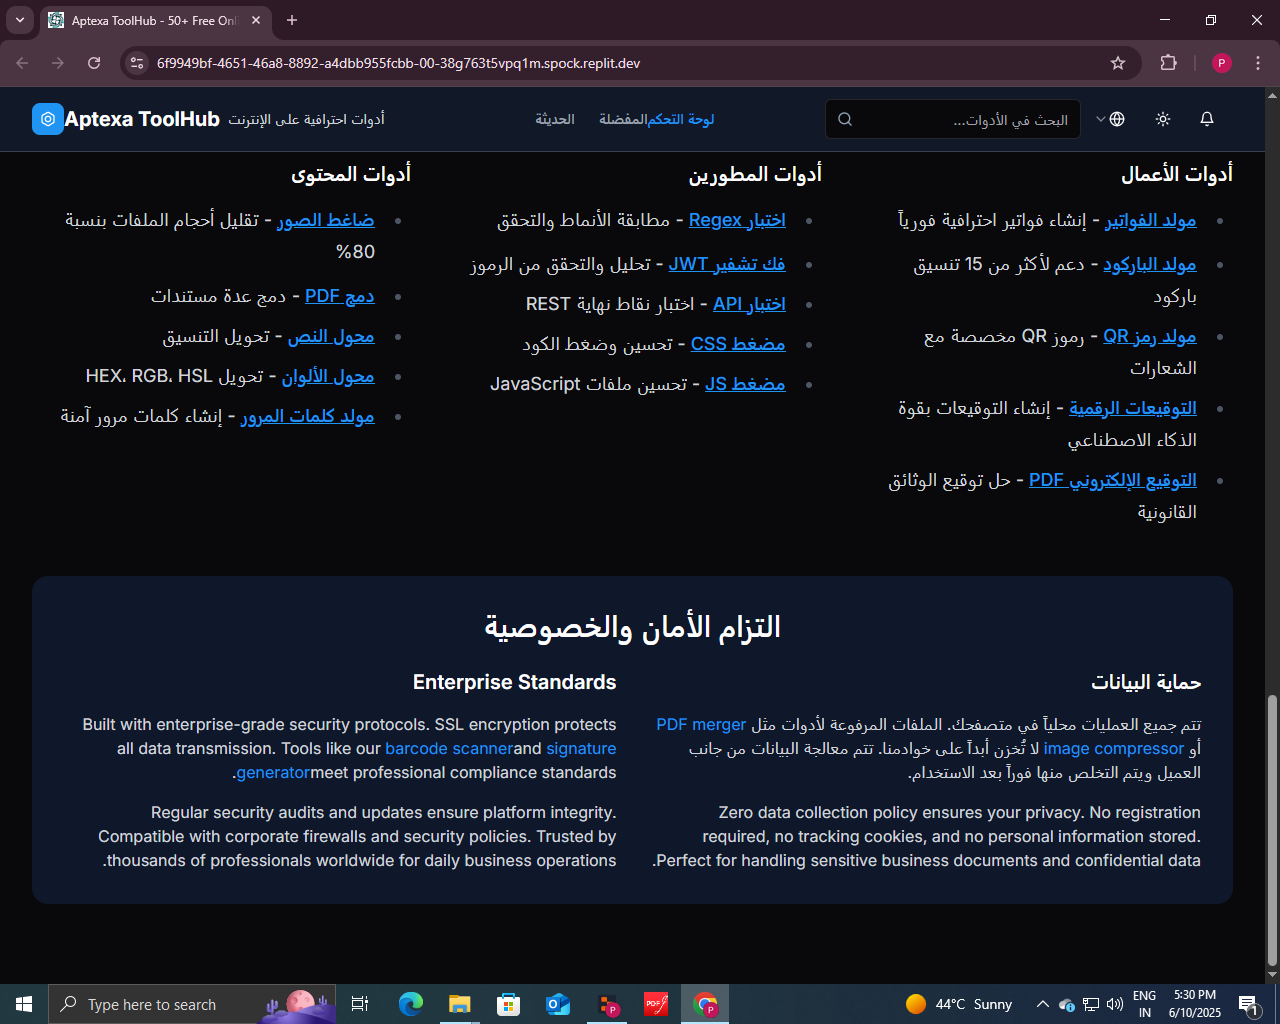 Aptexa ToolHub - 50+ Free Onl
6f9949bf-4651-46a8-8892-a4dbb955fcbb-00-38g763t5vpq1m.spock.replit.dev
P
Aptexa ToolHub
أدوات احترافية على الإنترنت
لوحة التحكم
المفضلة
الحديثة
البحث في الأدوات...
أدوات الأعمال
مولد الفواتير - إنشاء فواتير احترافية فورياً
مولد الباركود - دعم لأكثر من 15 تنسيق
باركود
مولد رمز QR - رموز QR مخصصة مع
الشعارات
التوقيعات الرقمية - إنشاء التوقيعات بقوة
الذكاء الاصطناعي
التوقيع الإلكتروني PDF - حل توقيع الوثائق
القانونية
أدوات المطورين
اختبار Regex - مطابقة الأنماط والتحقق
فك تشفير JWT - تحليل والتحقق من الرموز
اختبار API - اختبار نقاط نهاية REST
مضغط CSS - تحسين وضغط الكود
مضغط JS - تحسين ملفات JavaScript
أدوات المحتوى
ضاغط الصور - تقليل أحجام الملفات بنسبة
80%
دمج PDF - دمج عدة مستندات
محول النص - تحويل التنسيق
محول الألوان - تحويل HEX، RGB، HSL
مولد كلمات المرور - إنشاء كلمات مرور آمنة
التزام الأمان والخصوصية
حماية البيانات
تتم جميع العمليات محلياً في متصفحك. الملفات المرفوعة لأدوات مثل PDF merger
أو image compressor لا تُخزن أبداً على خوادمنا. تتم معالجة البيانات من جانب
العميل ويتم التخلص منها فوراً بعد الاستخدام.
Zero data collection policy ensures your privacy. No registration
required, no tracking cookies, and no personal information stored.
.Perfect for handling sensitive business documents and confidential data
Enterprise Standards
Built with enterprise-grade security protocols. SSL encryption protects
all data transmission. Tools like our barcode scannerand signature
.generatormeet professional compliance standards
Regular security audits and updates ensure platform integrity.
Compatible with corporate firewalls and security policies. Trusted by
.thousands of professionals worldwide for daily business operations
Type here to search
P
PDF
P
44°C Sunny
ENG
IN
5:30 PM
6/10/2025
1